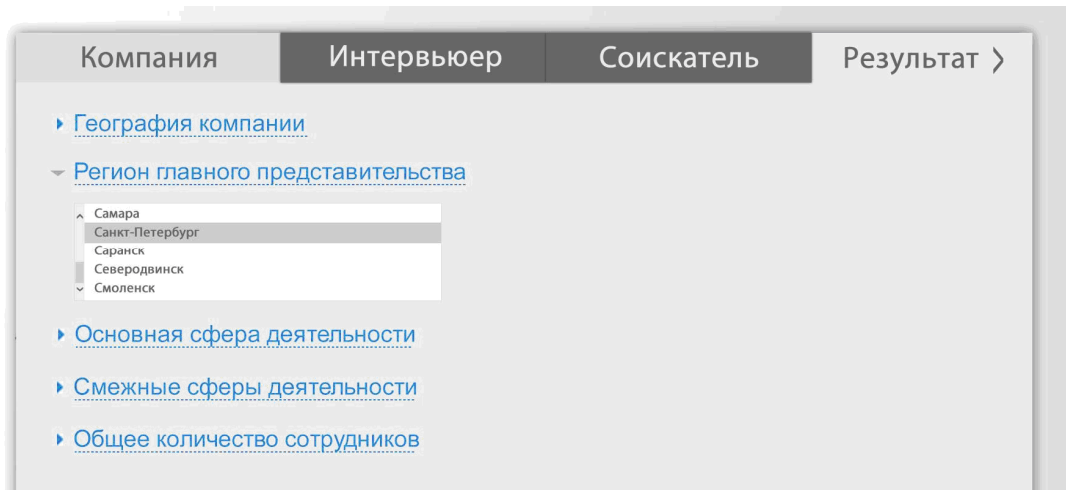 Компания Интервьюер Соискатель Результат
География компании
Регион главного представительства
Самара
Санкт-Петербург
Саранск
Северодвинск
Смоленск
Основная сфера деятельности
Смежные сферы деятельности
Общее количество сотрудников